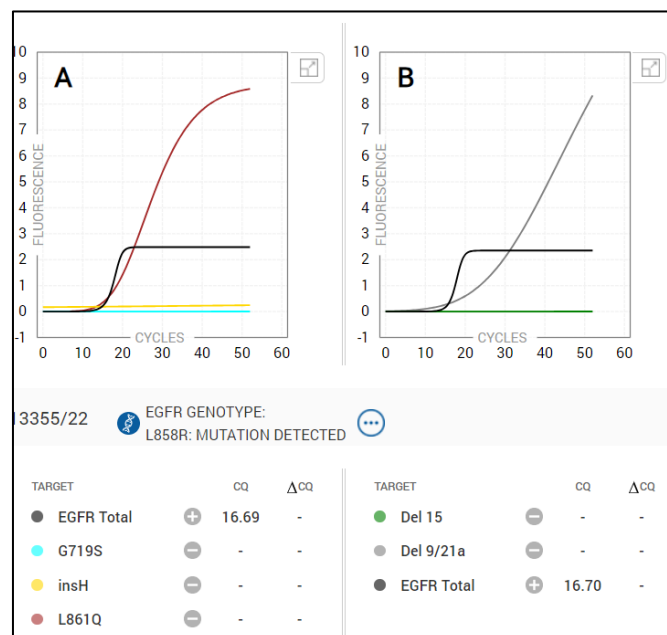 10
9
8
7
6
5
4
3
2
1
0
-1
A
FLUORESCENCE
CYCLES
0 10 20 30 40 50 60
10
9
8
7
6
5
4
3
2
1
0
-1
B
FLUORESCENCE
CYCLES
0 10 20 30 40 50 60
13355/22
EGFR GENOTYPE:
L858R: MUTATION DETECTED
TARGET CQ ΔCQ
EGFR Total 16.69 -
G719S - -
insH - -
L861Q - -
TARGET CQ ΔCQ
Del 15 - -
Del 9/21a - -
EGFR Total 16.70 -